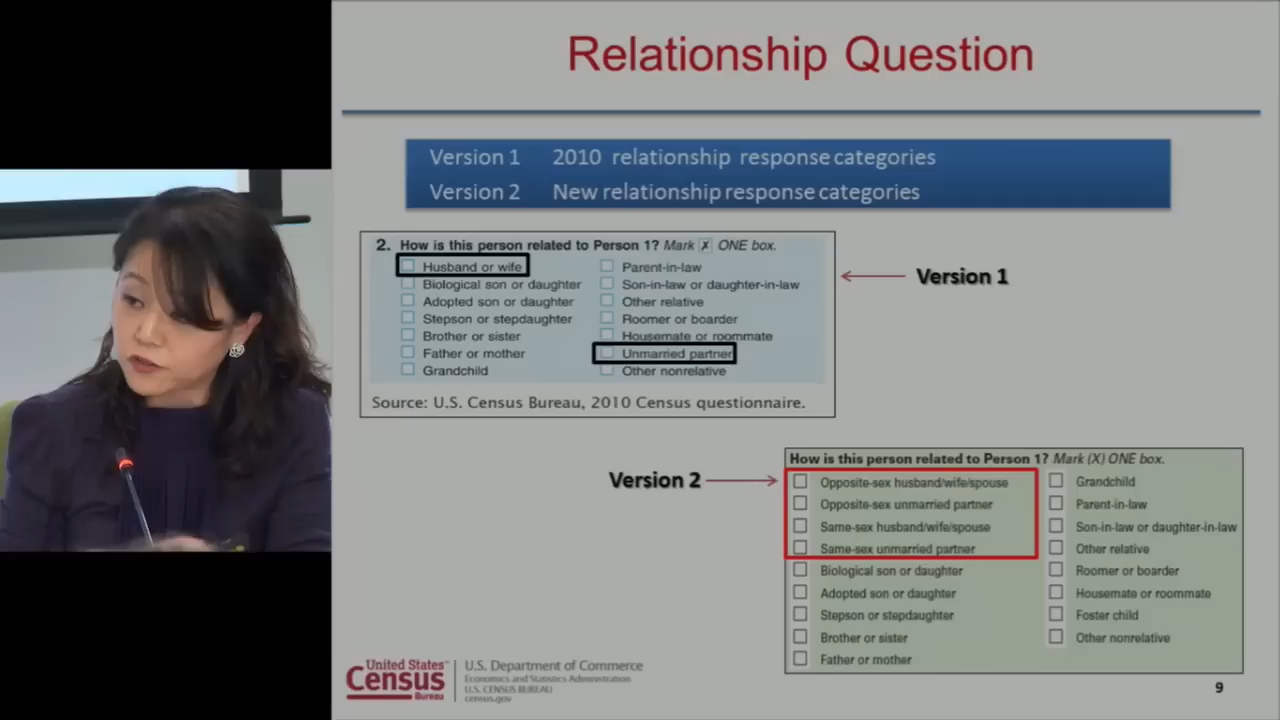 Relationship Question
Version 1 2010 relationship response categories
Version 2 New relationship response categories
2. How is this person related to Person 1? Mark X ONE box.
Husband or wife
Biological son or daughter
Adopted son or daughter
Stepson or stepdaughter
Brother or sister
Father or mother
Grandchild
Parent-in-law
Son-in-law or daughter-in-law
Other relative
Roomer or boarder
Housemate or roommate
Unmarried partner
Other nonrelative
Source: U.S. Census Bureau, 2010 Census questionnaire.
Version 1
Version 2
How is this person related to Person 1? Mark (X) ONE box.
Opposite-sex husband/wife/spouse
Opposite-sex unmarried partner
Same-sex husband/wife/spouse
Same-sex unmarried partner
Biological son or daughter
Adopted son or daughter
Stepson or stepdaughter
Brother or sister
Father or mother
Grandchild
Parent-in-law
Son-in-law or daughter-in-law
Other relative
Roomer or boarder
Housemate or roommate
Foster child
Other nonrelative
United States
Census
Bureau
U.S. Department of Commerce
Economics and Statistics Administration
U.S. CENSUS BUREAU
census.gov
9